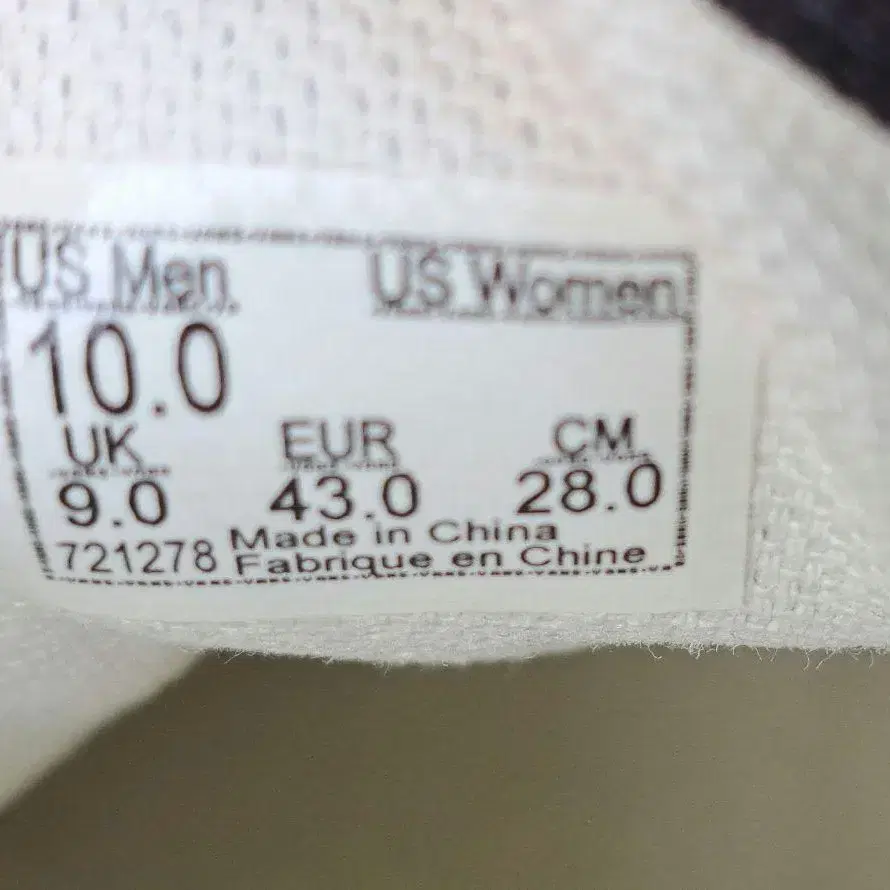 US Men US Women
10.0
UK EUR CM
9.0 43.0 28.0
721278 Made in China
Fabrique en Chine